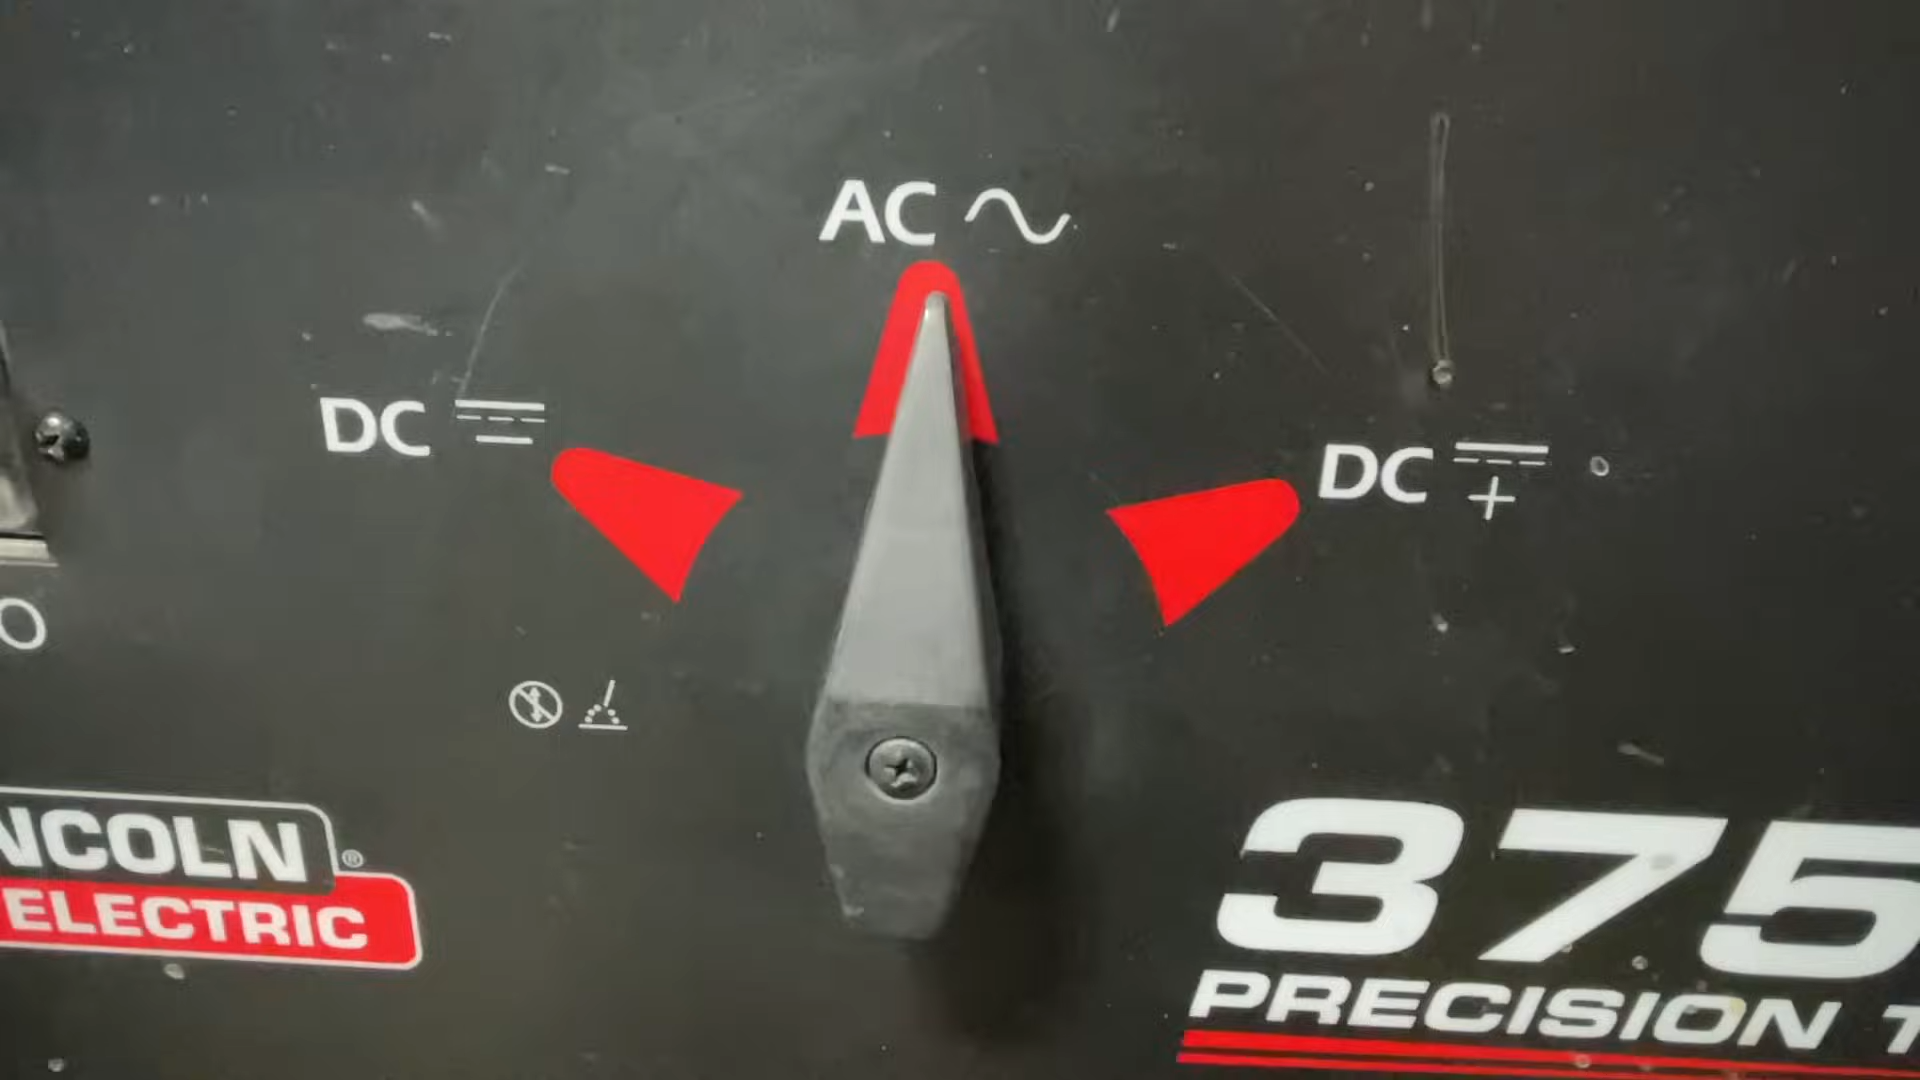 AC
DC
DC +
O
NCOLN ®
ELECTRIC
375
PRECISION T